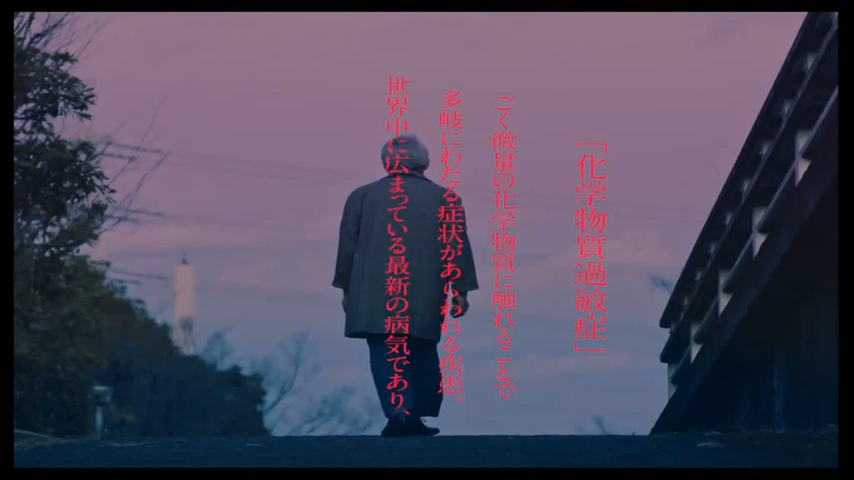 「化学物質過敏症」
ごく微量の化学物質に触れることで
多岐にわたる症状があらわれる疾患。
世界中に広まっている最新の病気であり、